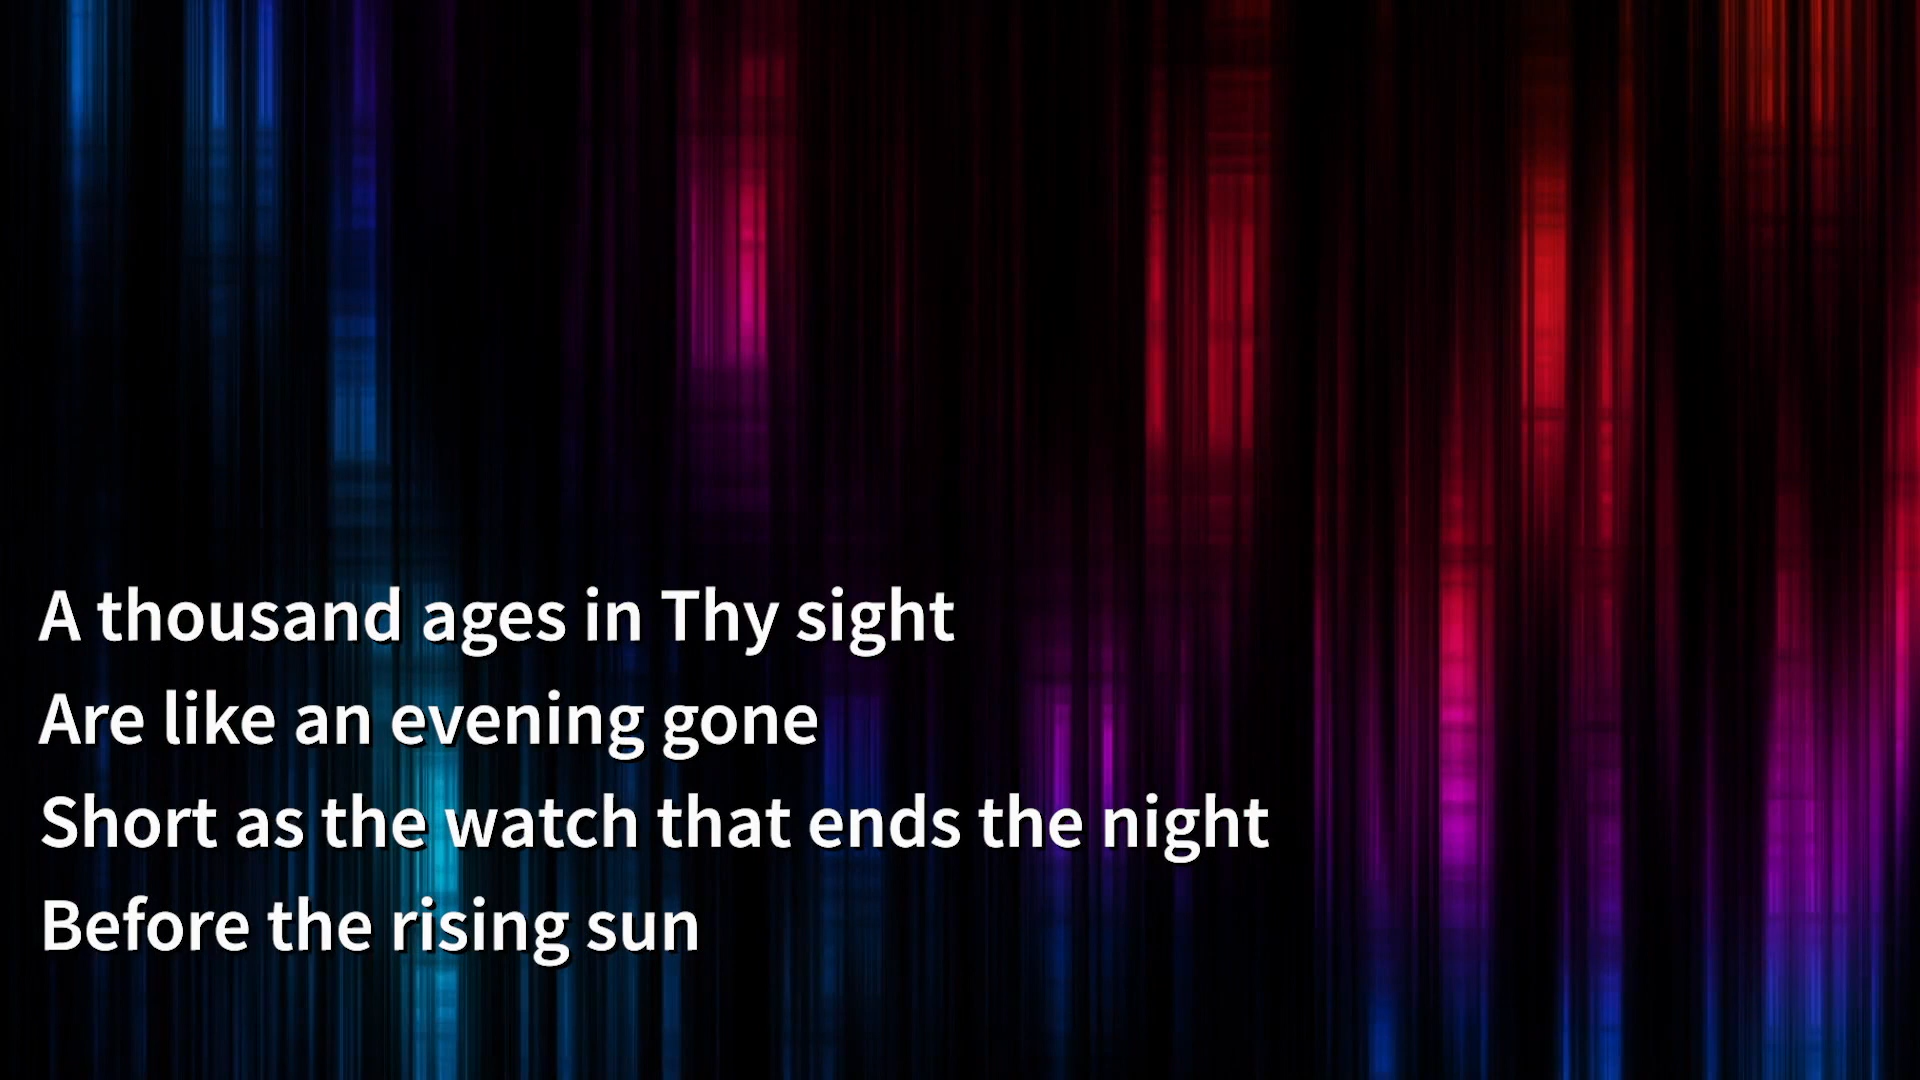 A thousand ages in Thy sight
Are like an evening gone
Short as the watch that ends the night
Before the rising sun